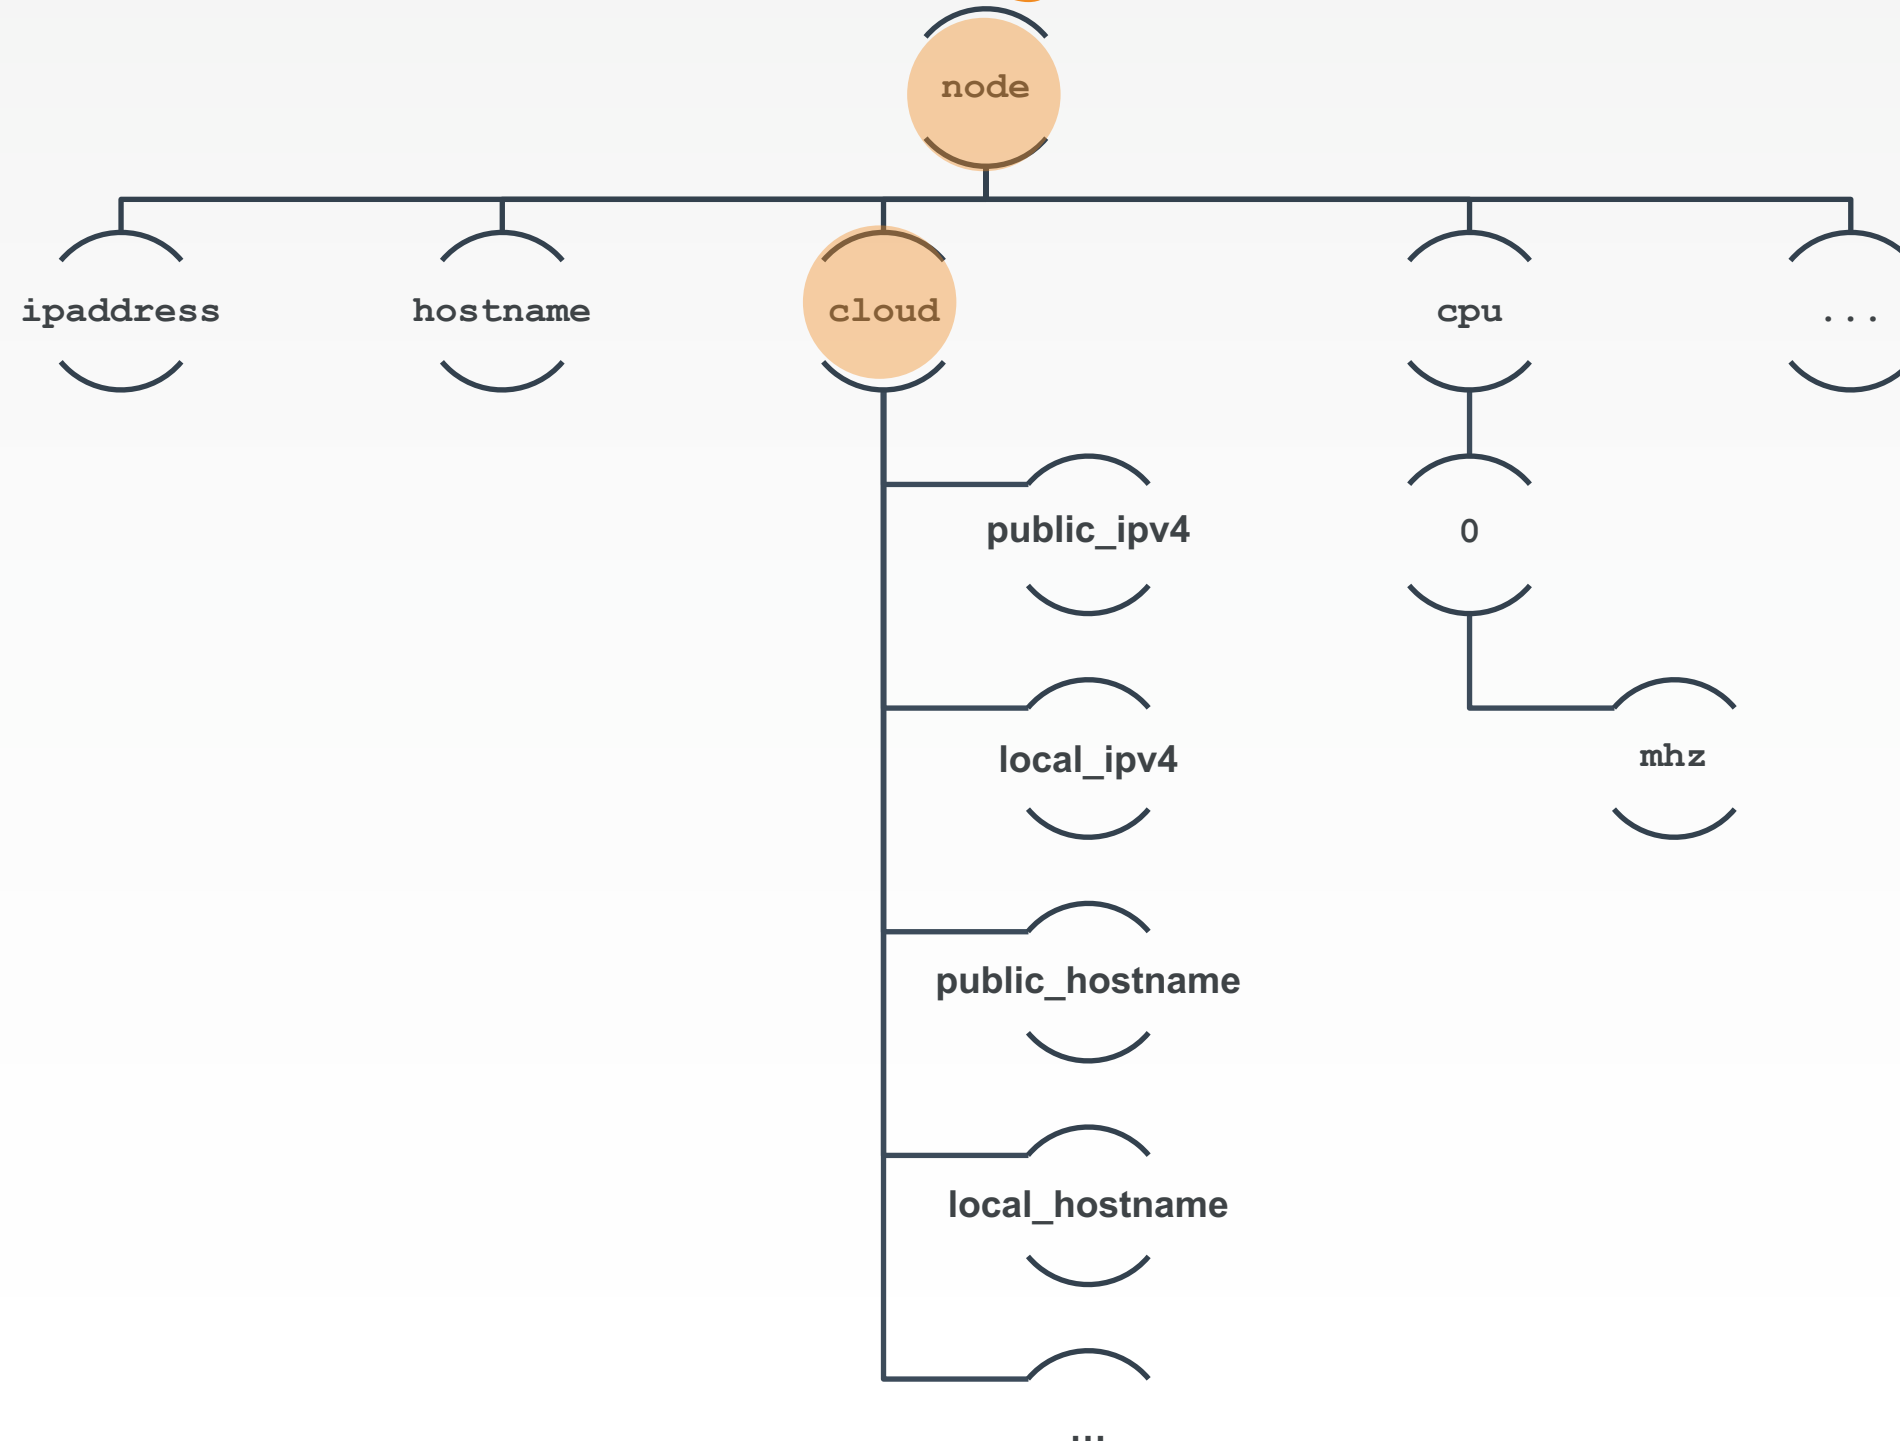 node
ipaddress
hostname
cloud
cpu
...
public_ipv4
0
local_ipv4
mhz
public_hostname
local_hostname
...